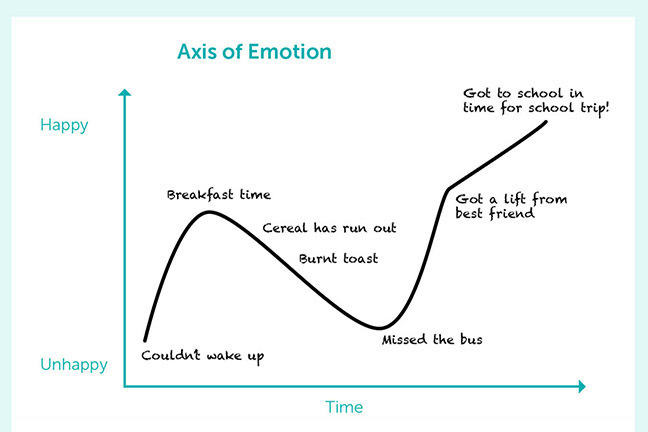 Axis of Emotion
Happy
Got to school in
time for school trip!
Breakfast time
Got a lift from
best friend
Cereal has run out
Burnt toast
Missed the bus
Couldn't wake up
Unhappy
Time